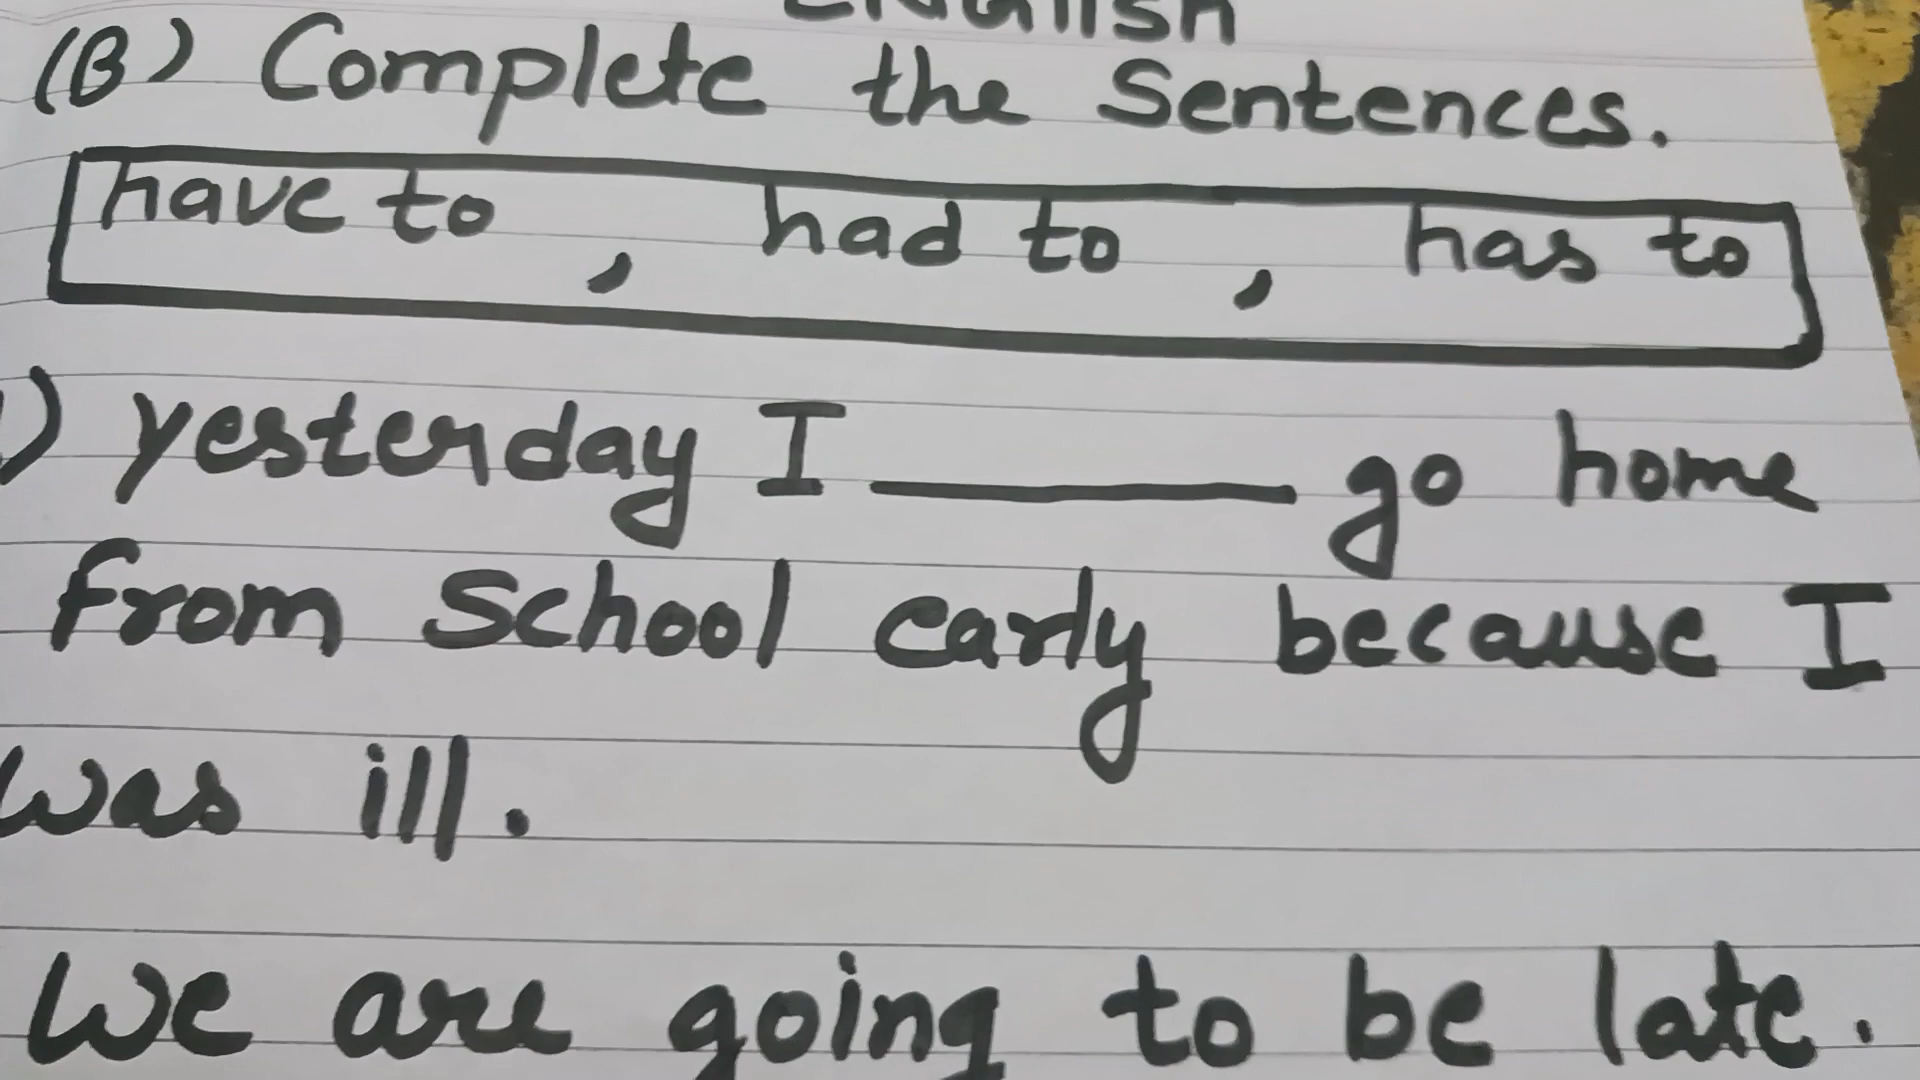 English
(B) Complete the Sentences.
have to , had to , has to
) yesterday I ______ go home
from School early because I
was ill.
We are going to be late.